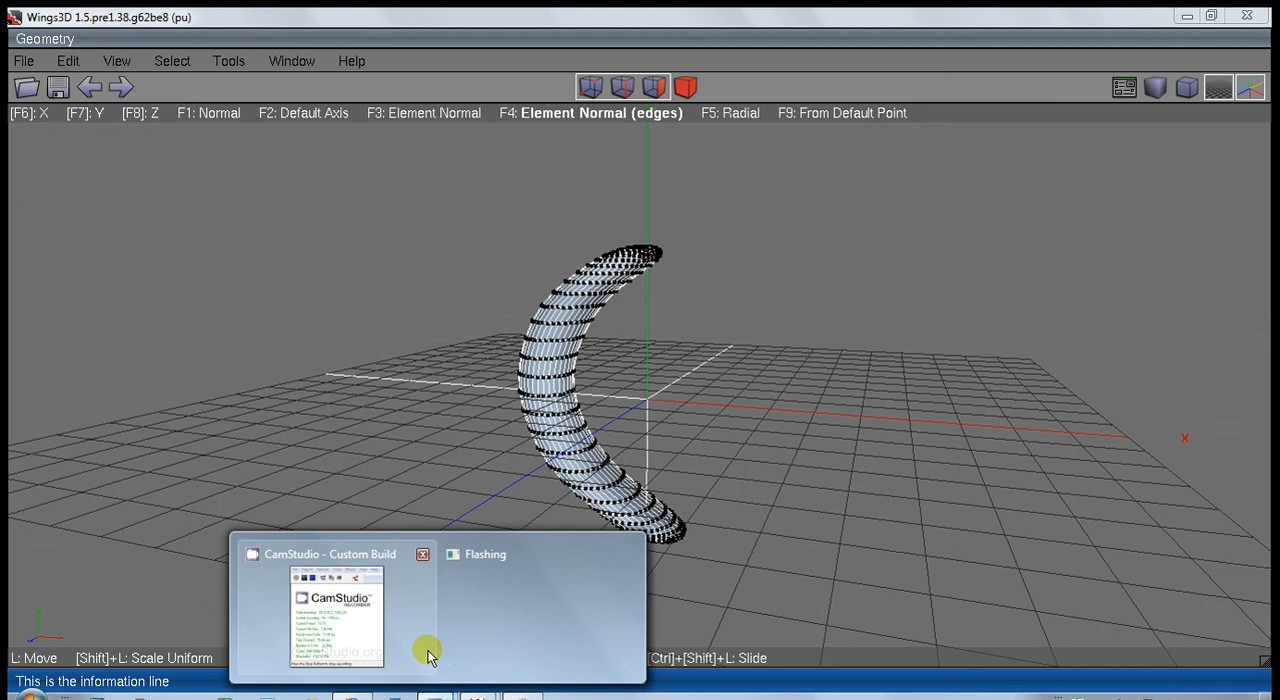 Wings3D 1.5.pre1.38.g62be8 (pu)
Geometry
File Edit View Select Tools Window Help
[F6]: X [F7]: Y [F8]: Z F1: Normal F2: Default Axis F3: Element Normal F4: Element Normal (edges) F5: Radial F9: From Default Point
X
CamStudio - Custom Build Flashing
CamStudio
RECORDER
L: Move [Shift]+L: Scale Uniform [Ctrl]+[Shift]+L: Slide
This is the information line